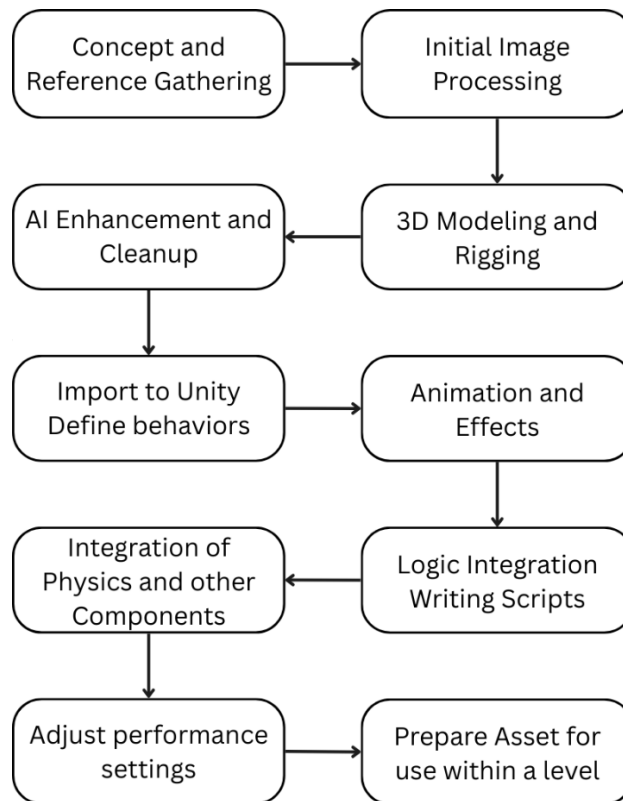 Concept and
Reference Gathering
Initial Image
Processing
3D Modeling and
Rigging
AI Enhancement and
Cleanup
Import to Unity
Define behaviors
Animation and
Effects
Logic Integration
Writing Scripts
Integration of
Physics and other
Components
Adjust performance
settings
Prepare Asset for
use within a level